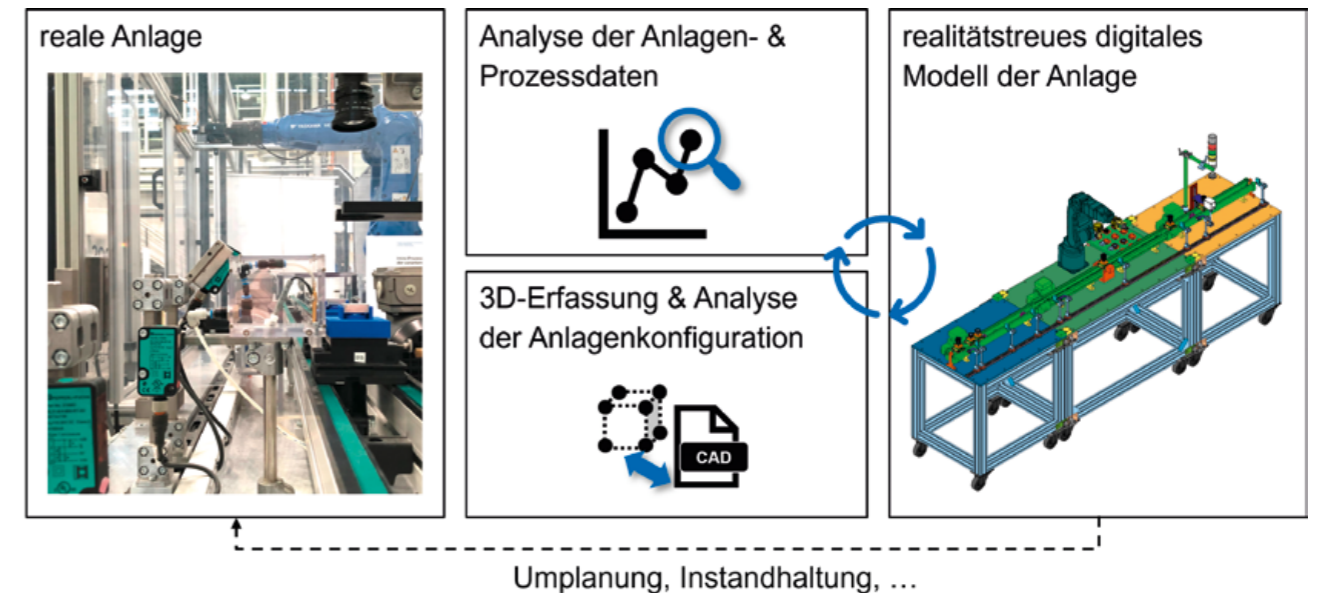 reale Anlage
Analyse der Anlagen- &
Prozessdaten
3D-Erfassung & Analyse
der Anlagenkonfiguration
CAD
realitätstreues digitales
Modell der Anlage
Umplanung, Instandhaltung, …